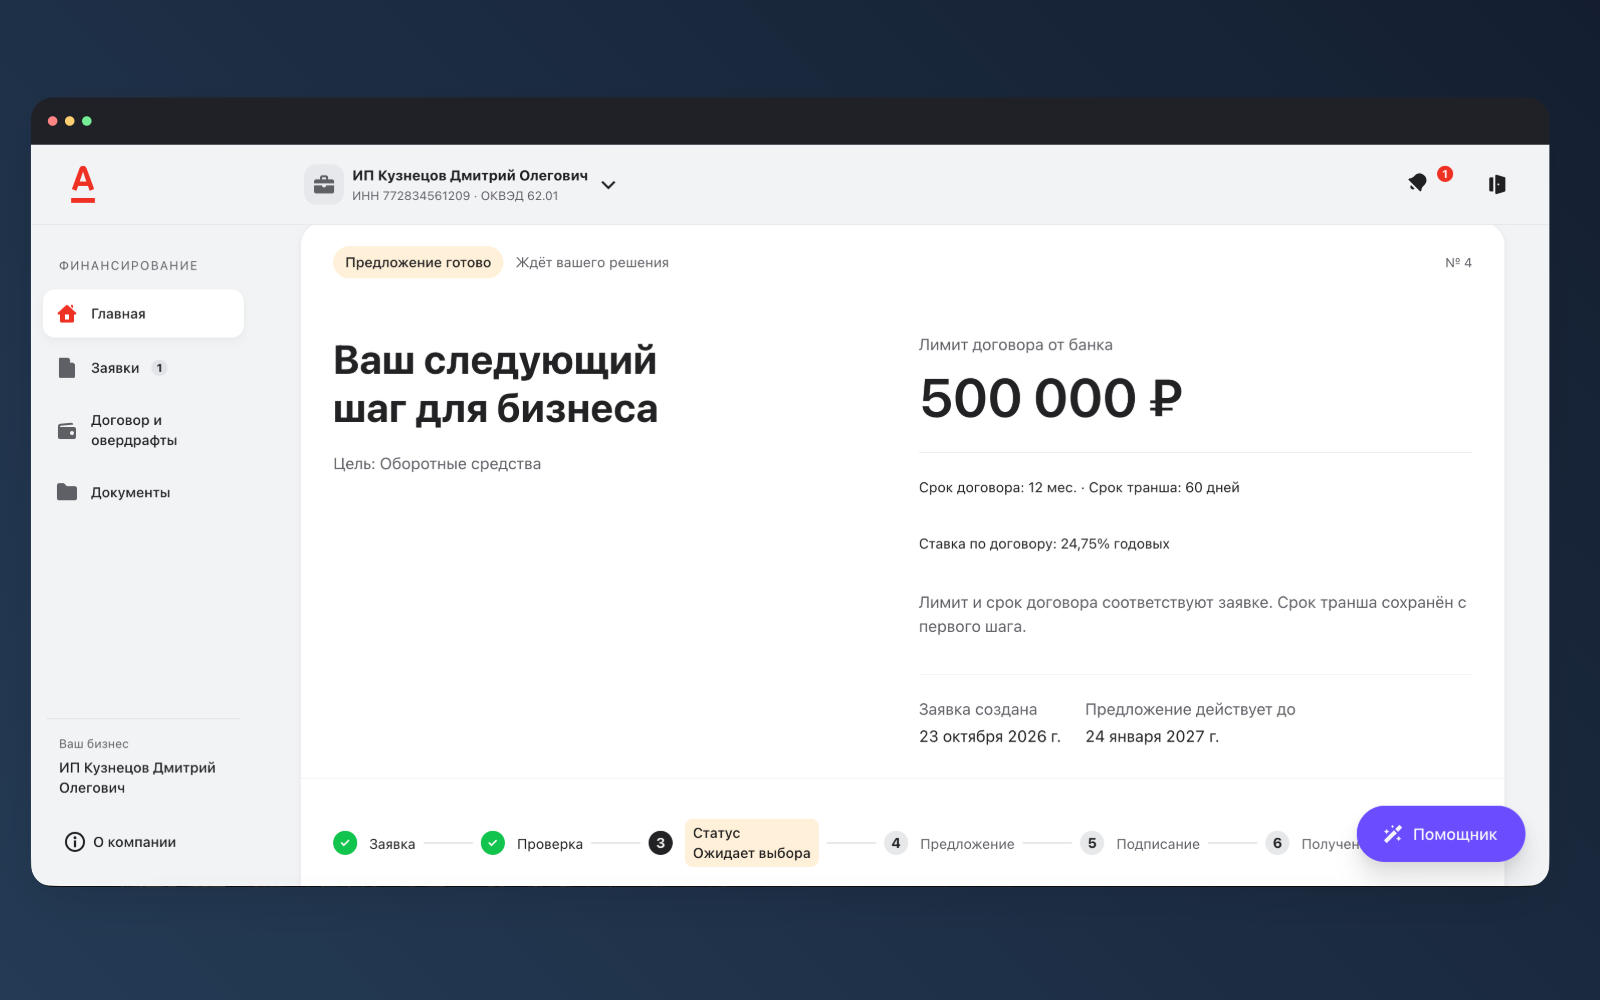 А
ИП Кузнецов Дмитрий Олегович
ИНН 772834561209 · ОКВЭД 62.01
1
ФИНАНСИРОВАНИЕ
Главная
Заявки 1
Договор и
овердрафты
Документы
Ваш бизнес
ИП Кузнецов Дмитрий
Олегович
О компании
Предложение готово Ждёт вашего решения
№ 4
Ваш следующий
шаг для бизнеса
Цель: Оборотные средства
Лимит договора от банка
500 000 ₽
Срок договора: 12 мес. · Срок транша: 60 дней
Ставка по договору: 24,75% годовых
Лимит и срок договора соответствуют заявке. Срок транша сохранён с
первого шага.
Заявка создана
23 октября 2026 г.
Предложение действует до
24 января 2027 г.
Заявка
Проверка
3
Статус
Ожидает выбора
4 Предложение
5 Подписание
6 Получен
Помощник